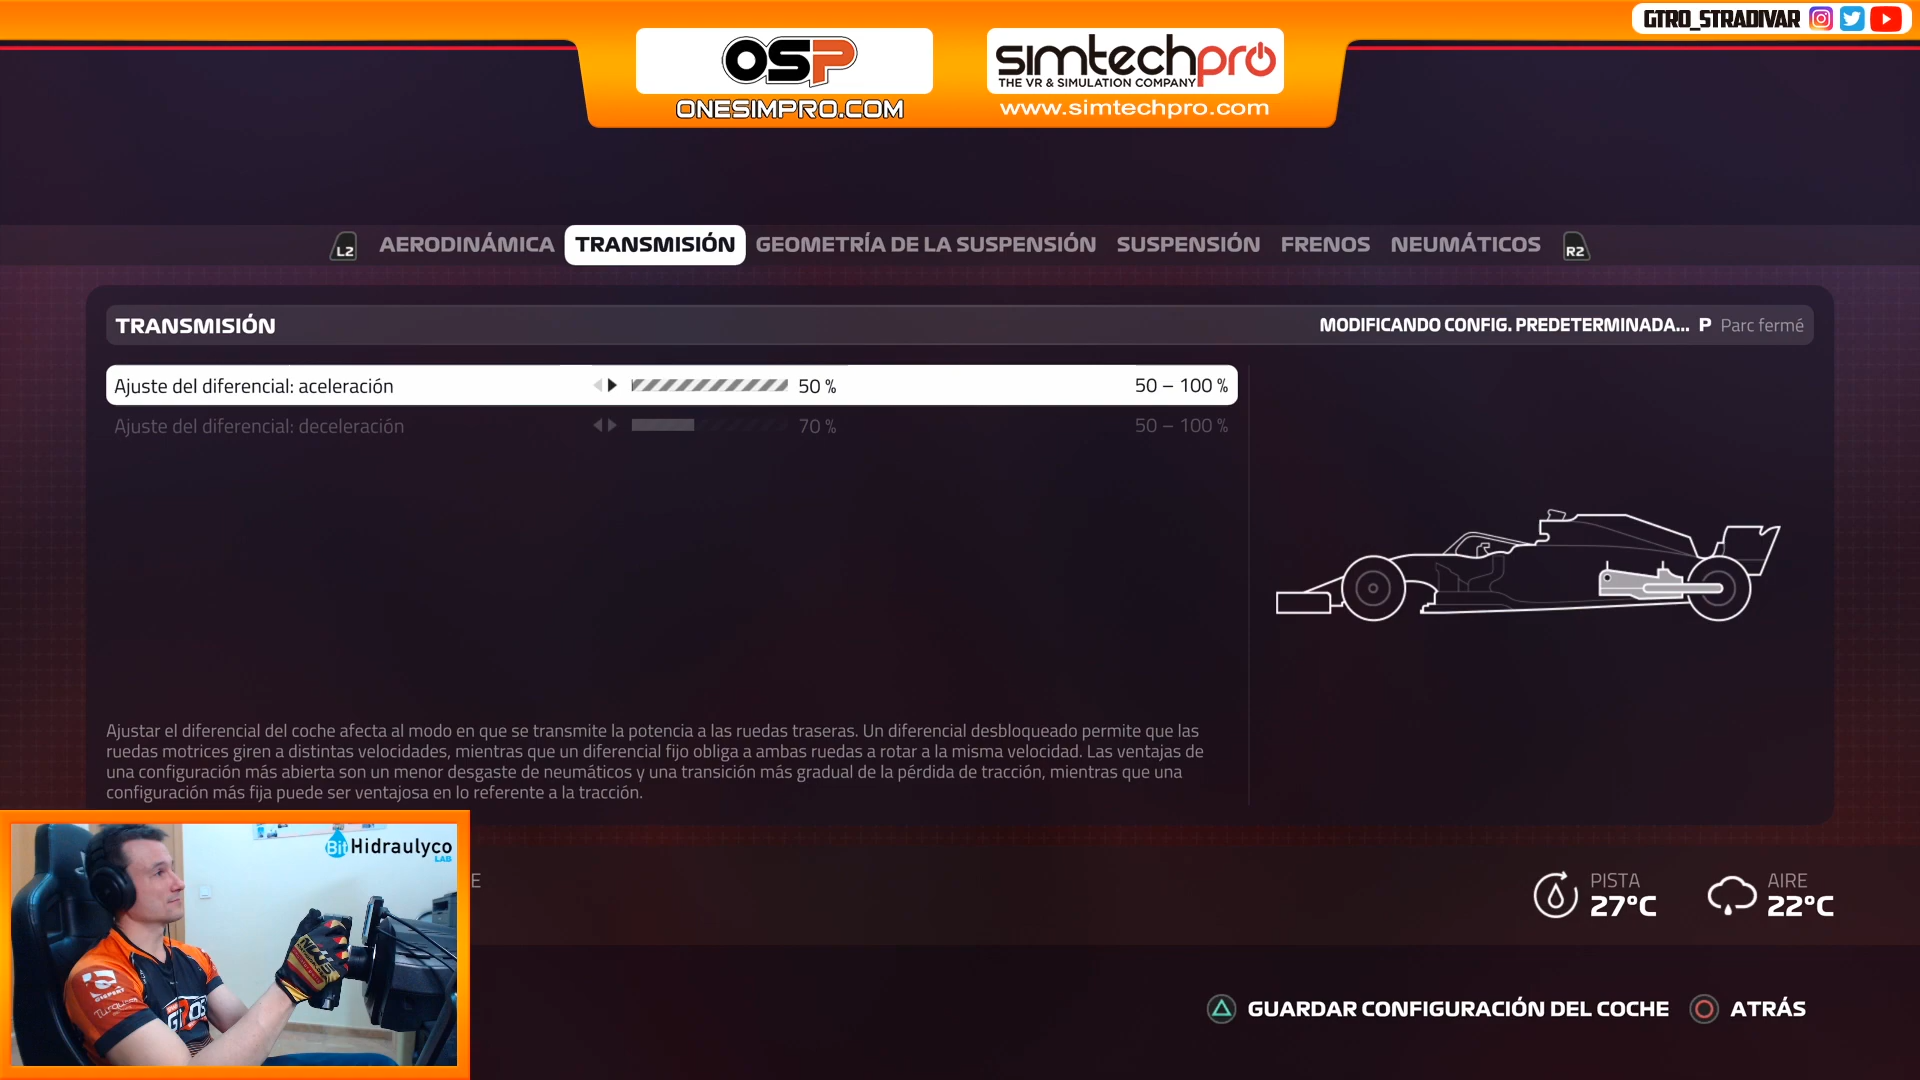 GTRO_STRADIVAR
OSP
ONESIMPRO.COM
simtechpro
THE VR & SIMULATION COMPANY
www.simtechpro.com
L2 AERODINÁMICA TRANSMISIÓN GEOMETRÍA DE LA SUSPENSIÓN SUSPENSIÓN FRENOS NEUMÁTICOS R2
TRANSMISIÓN
MODIFICANDO CONFIG. PREDETERMINADA... P Parc fermé
Ajuste del diferencial: aceleración 50 % 50 – 100 %
Ajuste del diferencial: deceleración 70 % 50 – 100 %
Ajustar el diferencial del coche afecta al modo en que se transmite la potencia a las ruedas traseras. Un diferencial desbloqueado permite que las
ruedas motrices giren a distintas velocidades, mientras que un diferencial fijo obliga a ambas ruedas a rotar a la misma velocidad. Las ventajas de
una configuración más abierta son un menor desgaste de neumáticos y una transición más gradual de la pérdida de tracción, mientras que una
configuración más fija puede ser ventajosa en lo referente a la tracción.
BitHidraulyco
LAB
E
PISTA
27°C
AIRE
22°C
GUARDAR CONFIGURACIÓN DEL COCHE ATRÁS